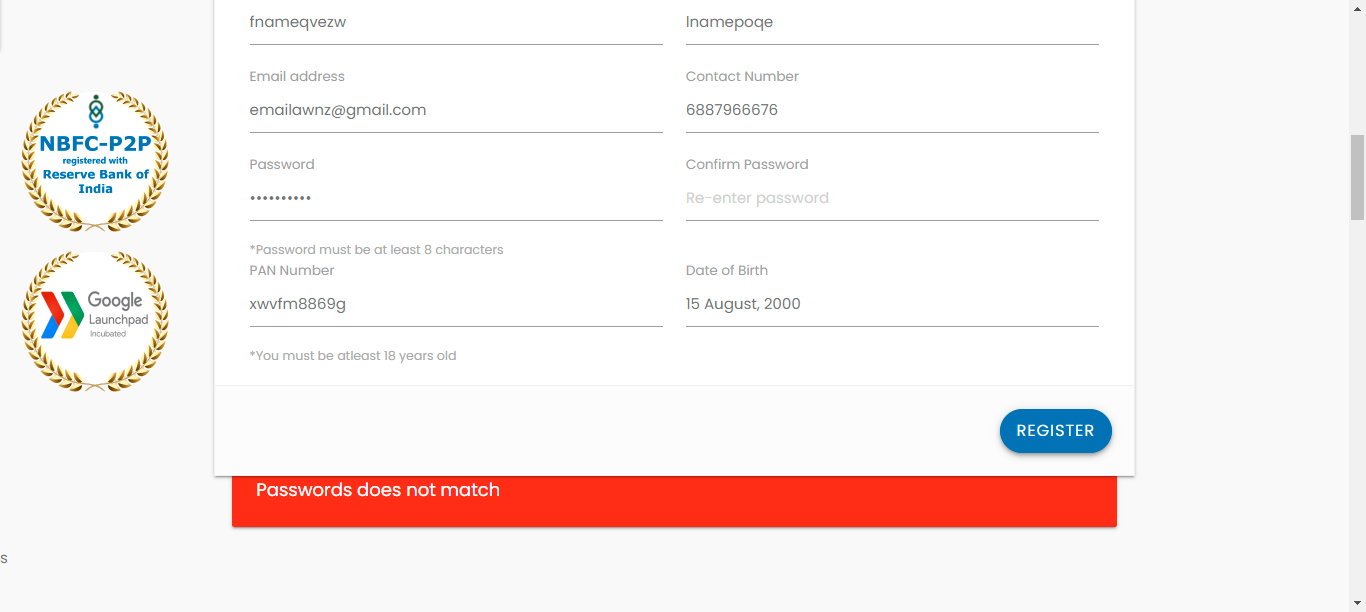 fnameqvezw lnamepoqe
Email address Contact Number
emailawnz@gmail.com 6887966676
Password Confirm Password
•••••••••• Re-enter password
*Password must be at least 8 characters
PAN Number Date of Birth
xwvfm8869g 15 August, 2000
*You must be atleast 18 years old
REGISTER
Passwords does not match
NBFC-P2P
registered with
Reserve Bank of
India
Google
Launchpad
Incubated
s